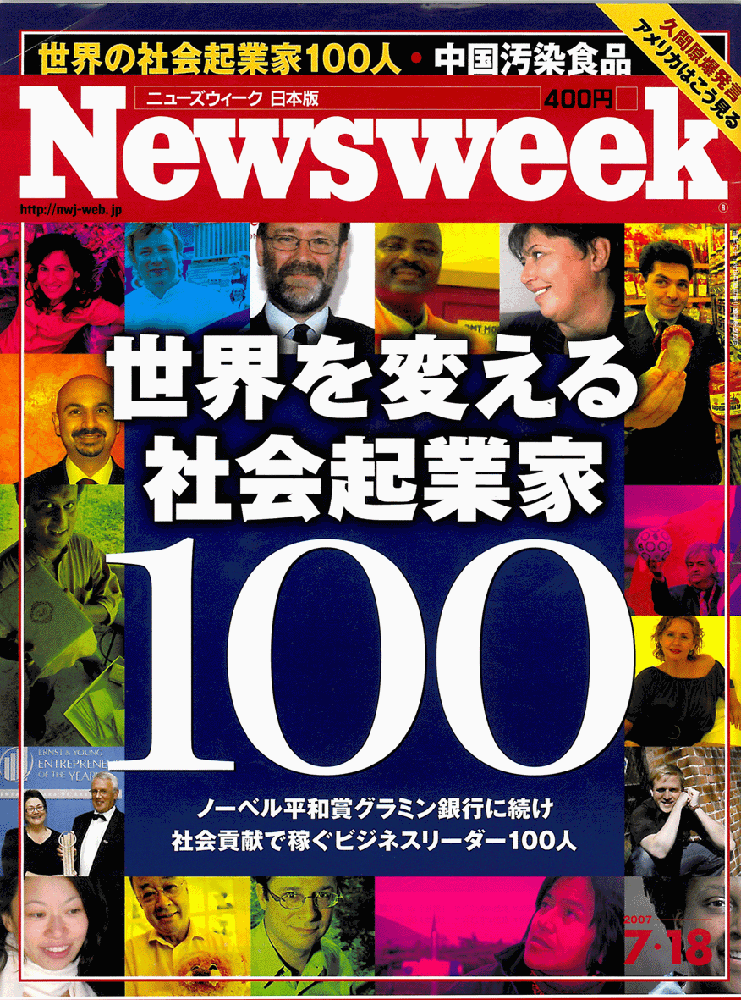 世界の社会起業家100人・中国汚染食品
久間原爆発言
アメリカはこう見る
ニューズウィーク 日本版
400円
Newsweek
®
http://nwj-web.jp
世界を変える
社会起業家
100
ERNST & YOUNG
ENTREPRENE
OF THE YEAR
ノーベル平和賞グラミン銀行に続け
社会貢献で稼ぐビジネスリーダー100人
2007
7・18